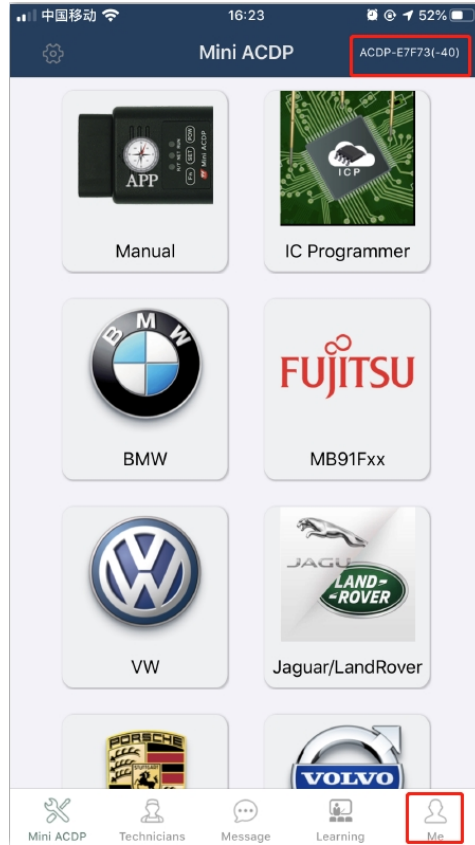 中国移动
16:23
52%
Mini ACDP
ACDP-E7F73(-40)
APP
Mini ACDP
ICP
Manual
IC Programmer
BMW
FUJITSU
BMW
MB91Fxx
JAGU
LAND-
ROVER
VW
Jaguar/LandRover
PORSCHE
VOLVO
Mini ACDP
Technicians
Message
Learning
Me